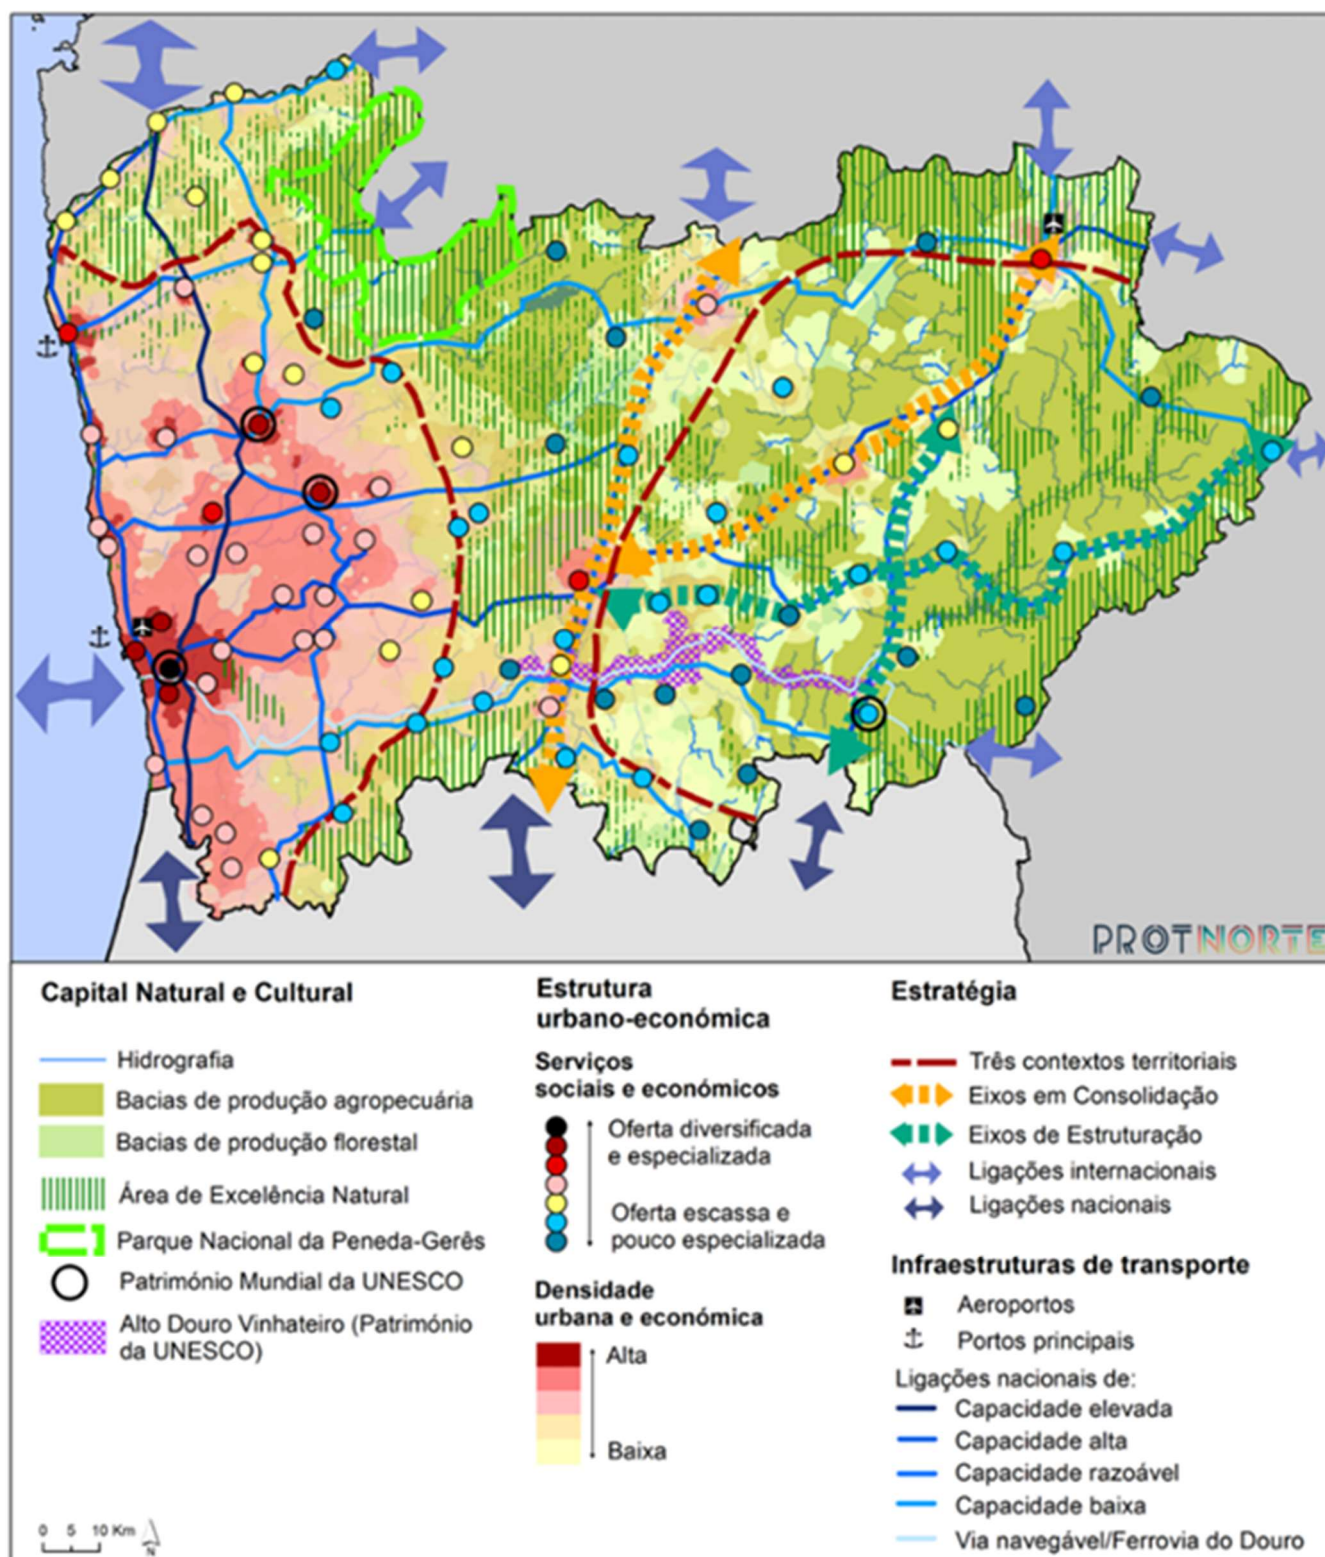 PROTNORTE
Capital Natural e Cultural
Hidrografia
Bacias de produção agropecuária
Bacias de produção florestal
Área de Excelência Natural
Parque Nacional da Peneda-Gerês
Património Mundial da UNESCO
Alto Douro Vinhateiro (Património
da UNESCO)
0 5 10 Km
N
Estrutura
urbano-económica
Serviços
sociais e económicos
Oferta diversificada
e especializada
Oferta escassa e
pouco especializada
Densidade
urbana e económica
Alta
Baixa
Estratégia
Três contextos territoriais
Eixos em Consolidação
Eixos de Estruturação
Ligações internacionais
Ligações nacionais
Infraestruturas de transporte
Aeroportos
Portos principais
Ligações nacionais de:
Capacidade elevada
Capacidade alta
Capacidade razoável
Capacidade baixa
Via navegável/Ferrovia do Douro